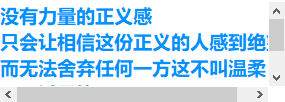 没有力量的正义感
只会让相信这份正义的人感到绝
而无法舍弃任何一方这不叫温柔